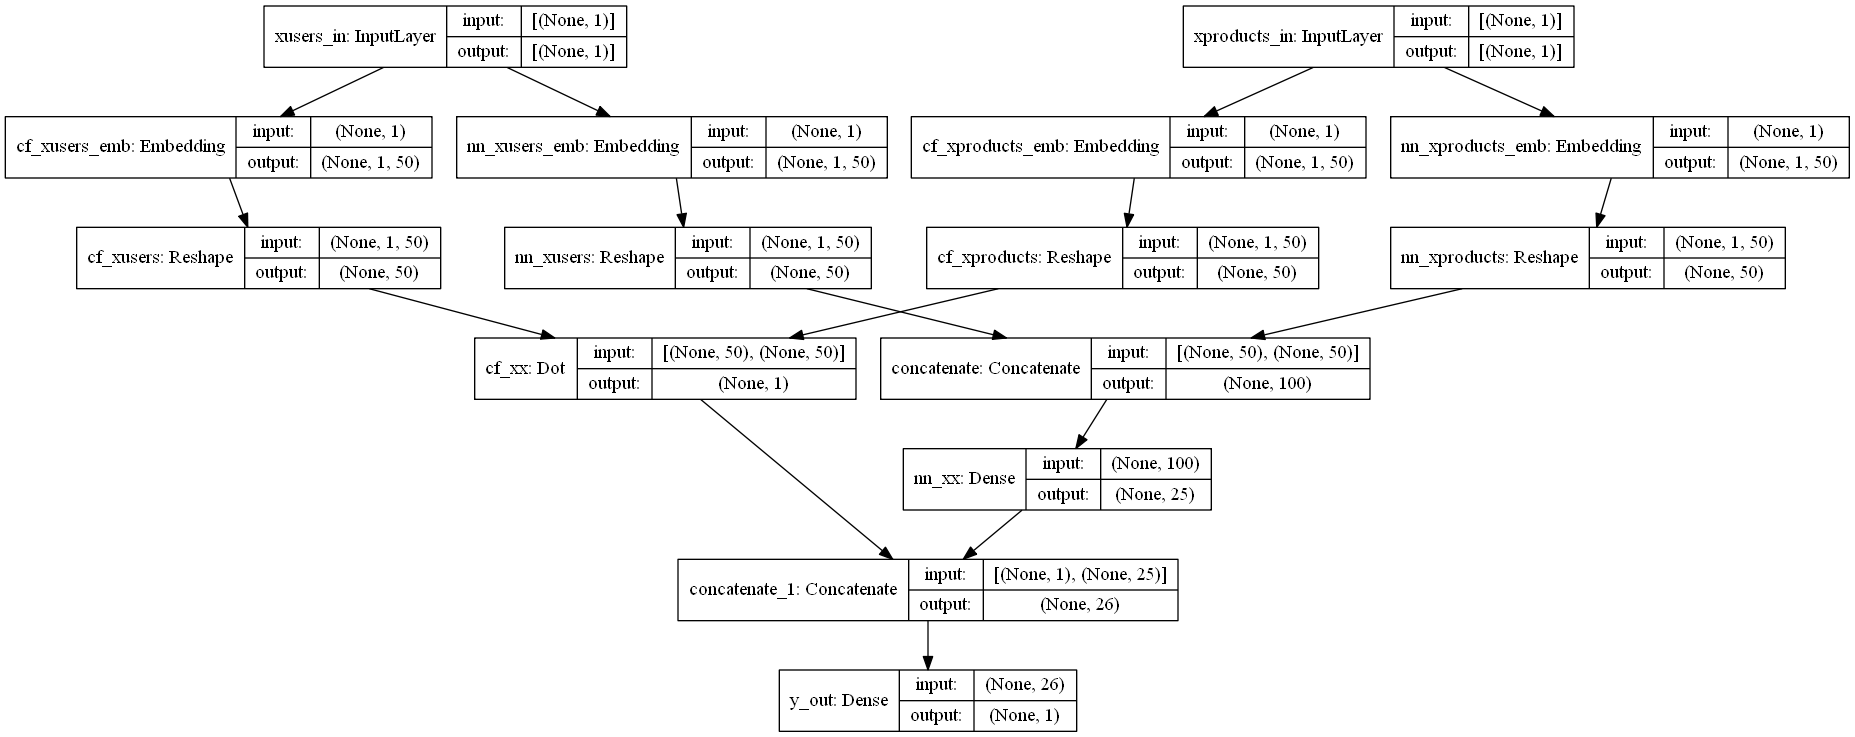 xusers_in: InputLayer
input:
[(None, 1)]
output:
[(None, 1)]
xproducts_in: InputLayer
input:
[(None, 1)]
output:
[(None, 1)]
cf_xusers_emb: Embedding
input:
(None, 1)
output:
(None, 1, 50)
nn_xusers_emb: Embedding
input:
(None, 1)
output:
(None, 1, 50)
cf_xproducts_emb: Embedding
input:
(None, 1)
output:
(None, 1, 50)
nn_xproducts_emb: Embedding
input:
(None, 1)
output:
(None, 1, 50)
cf_xusers: Reshape
input:
(None, 1, 50)
output:
(None, 50)
nn_xusers: Reshape
input:
(None, 1, 50)
output:
(None, 50)
cf_xproducts: Reshape
input:
(None, 1, 50)
output:
(None, 50)
nn_xproducts: Reshape
input:
(None, 1, 50)
output:
(None, 50)
cf_xx: Dot
input:
[(None, 50), (None, 50)]
output:
(None, 1)
concatenate: Concatenate
input:
[(None, 50), (None, 50)]
output:
(None, 100)
nn_xx: Dense
input:
(None, 100)
output:
(None, 25)
concatenate_1: Concatenate
input:
[(None, 1), (None, 25)]
output:
(None, 26)
y_out: Dense
input:
(None, 26)
output:
(None, 1)